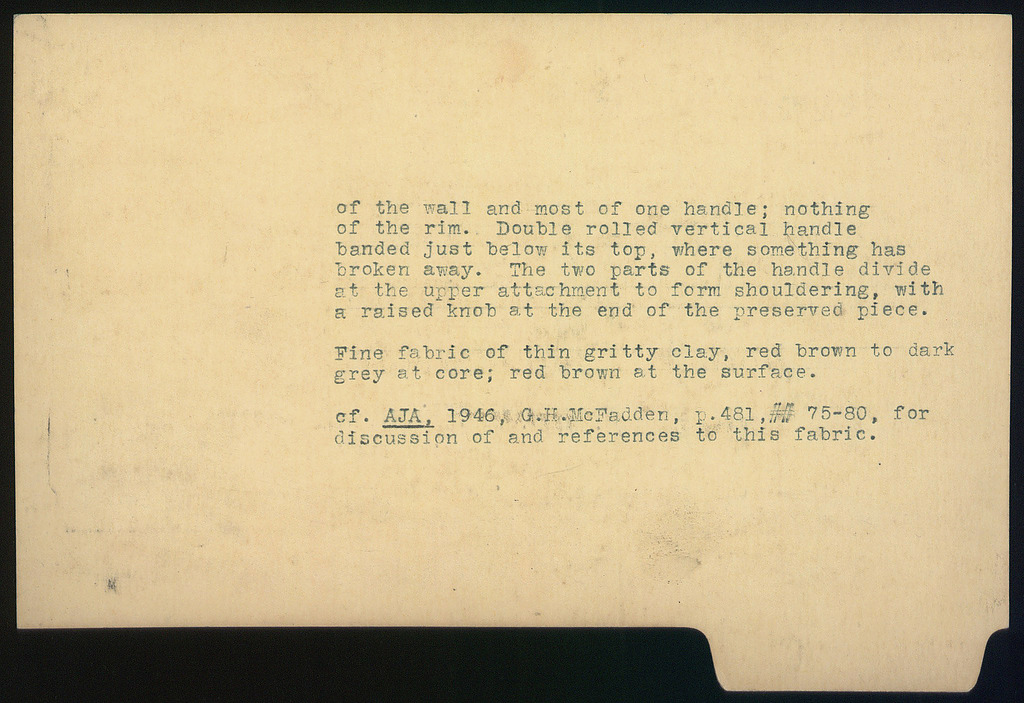 of the wall and most of one handle; nothing
of the rim. Double rolled vertical handle
banded just below its top, where something has
broken away. The two parts of the handle divide
at the upper attachment to form shouldering, with
a raised knob at the end of the preserved piece.
Fine fabric of thin gritty clay, red brown to dark
grey at core; red brown at the surface.
cf. AJA, 1946, G.H.McFadden, p.481,## 75-80, for
discussion of and references to this fabric.